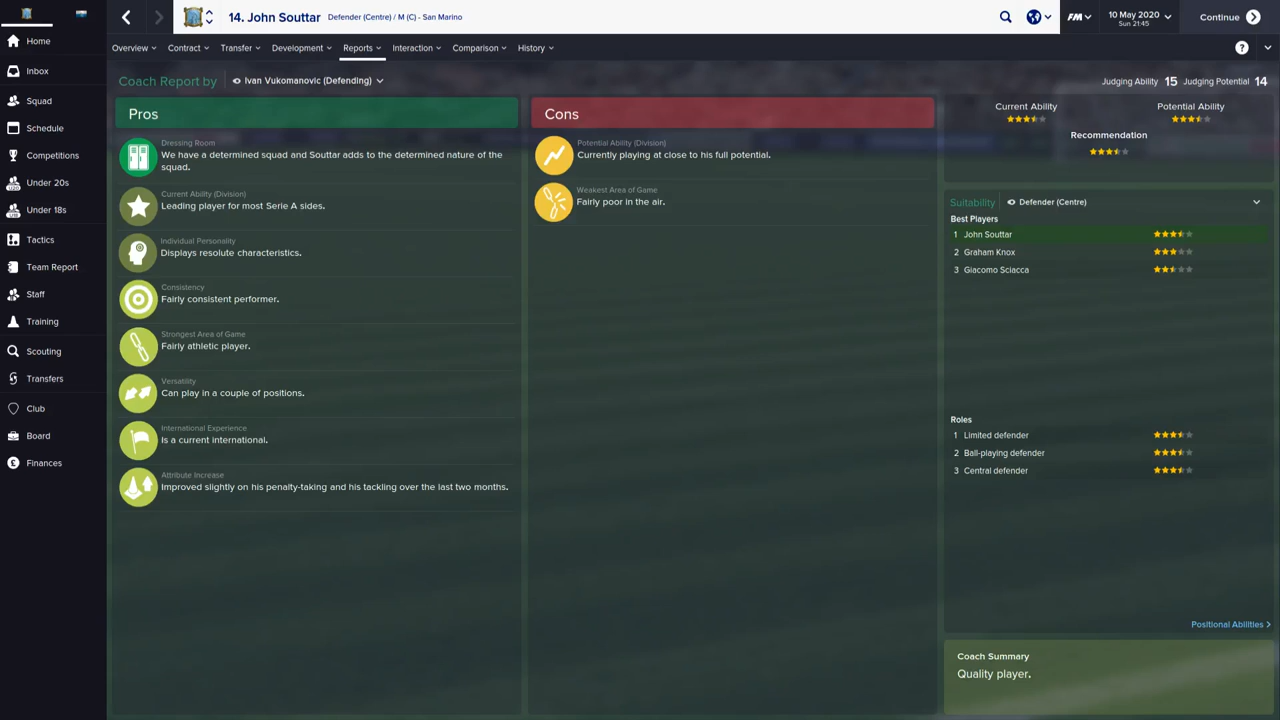 14. John Souttar
Defender (Centre) / M (C) - San Marino
FM
10 May 2020
Sun 21:45
Continue
Home
Inbox
Squad
Schedule
Competitions
Under 20s
Under 18s
Tactics
Team Report
Staff
Training
Scouting
Transfers
Club
Board
Finances
Overview
Contract
Transfer
Development
Reports
Interaction
Comparison
History
?
Coach Report by Ivan Vukomanovic (Defending)
Judging Ability 15 Judging Potential 14
Pros
Dressing Room
We have a determined squad and Souttar adds to the determined nature of the
squad.
Current Ability (Division)
Leading player for most Serie A sides.
Individual Personality
Displays resolute characteristics.
Consistency
Fairly consistent performer.
Strongest Area of Game
Fairly athletic player.
Versatility
Can play in a couple of positions.
International Experience
Is a current international.
Attribute Increase
Improved slightly on his penalty-taking and his tackling over the last two months.
Cons
Potential Ability (Division)
Currently playing at close to his full potential.
Weakest Area of Game
Fairly poor in the air.
Current Ability
Potential Ability
Recommendation
Suitability Defender (Centre)
Best Players
1 John Souttar
2 Graham Knox
3 Giacomo Sciacca
Roles
1 Limited defender
2 Ball-playing defender
3 Central defender
Positional Abilities
Coach Summary
Quality player.